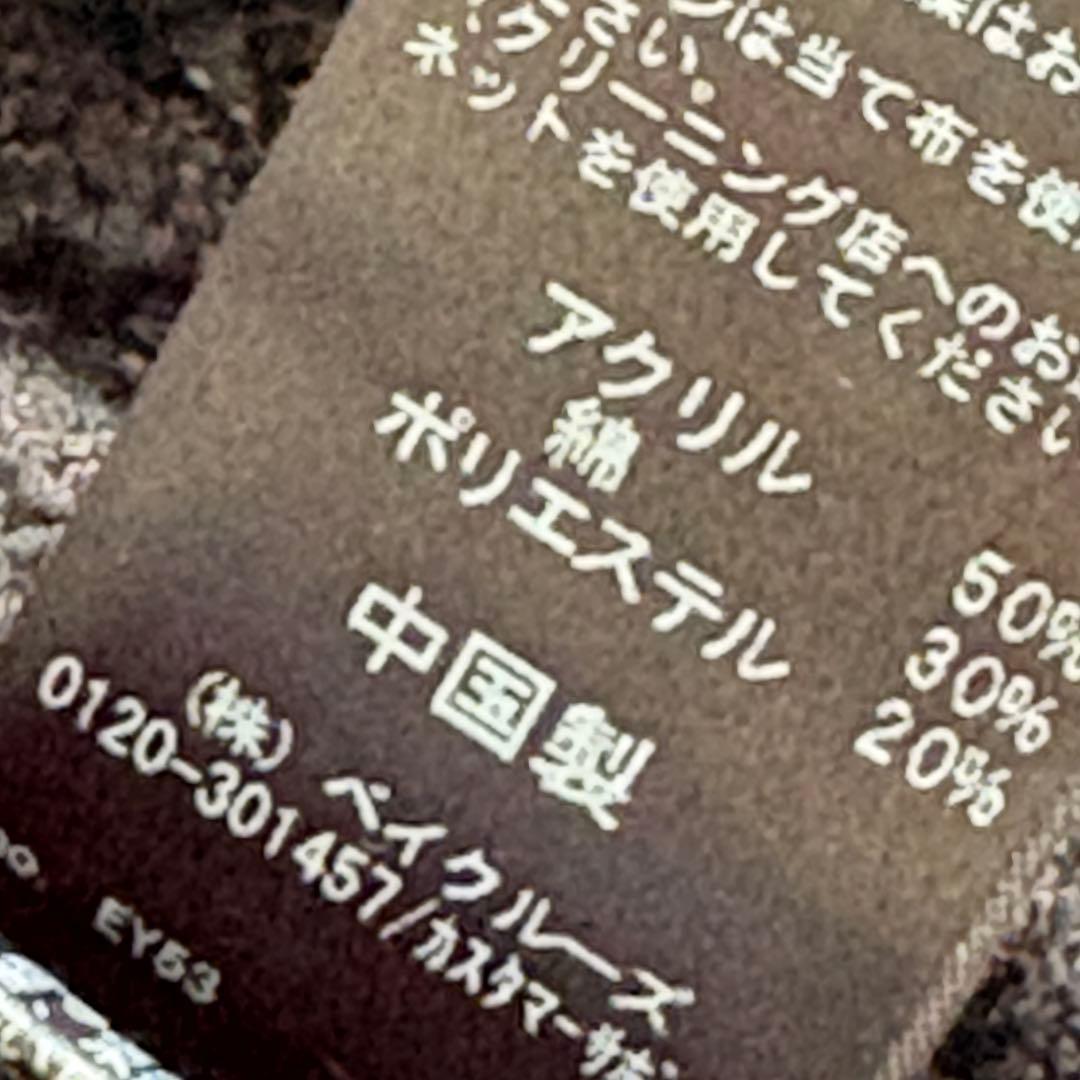 はお
ンは当て布を使
さい。
クリーニング店へのお
ネットを使用してください
アクリル 50%
綿 30%
ポリエステル 20%
中国製
(株) ベイクルーズ
0120-301457/カスタマーサポ
EY53